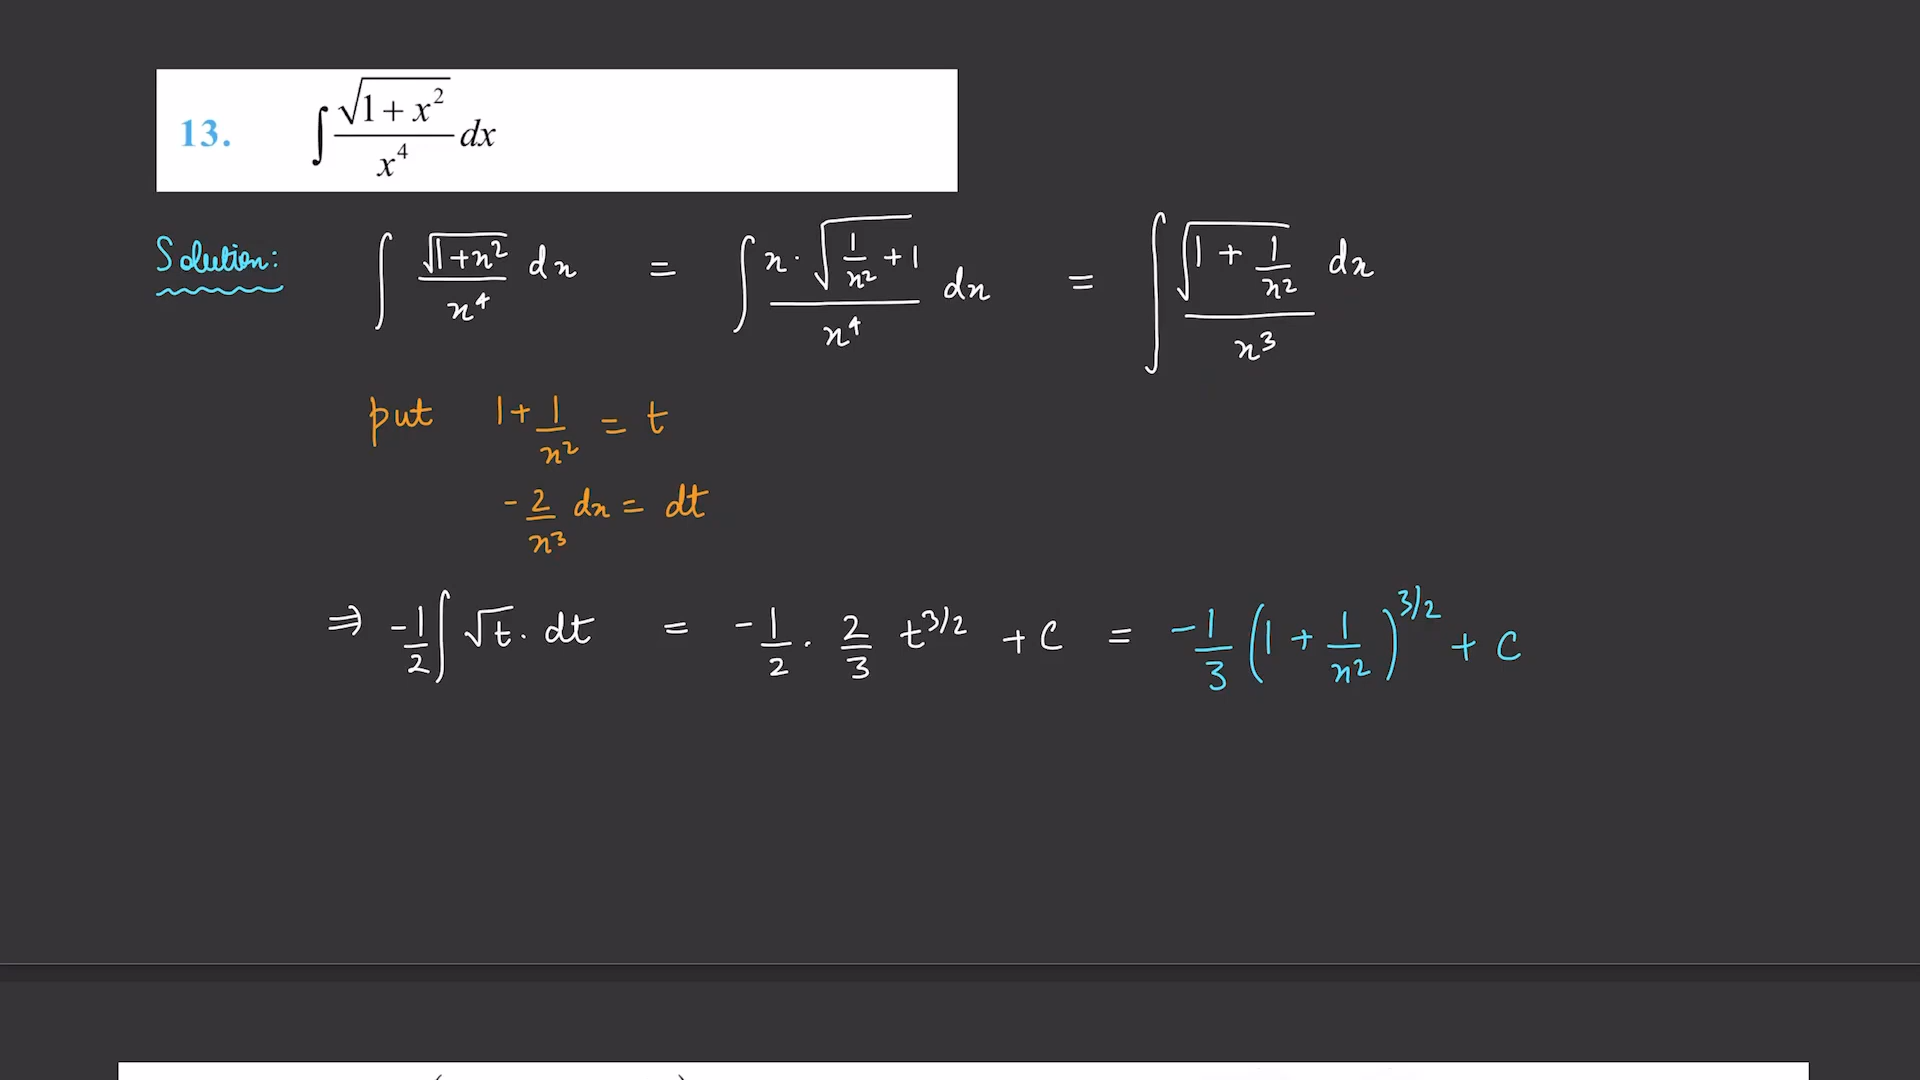 13. ∫ √(1 + x²) / x⁴ dx
Solution: ∫ √(1+x²) / x⁴ dx = ∫ x · √(1/x² + 1) / x⁴ dx = ∫ √(1 + 1/x²) / x³ dx
put 1 + 1/x² = t
-2/x³ dx = dt
⇒ -1/2 ∫ √t · dt = -1/2 · 2/3 t^3/2 + C = -1/3 (1 + 1/x²)^3/2 + C